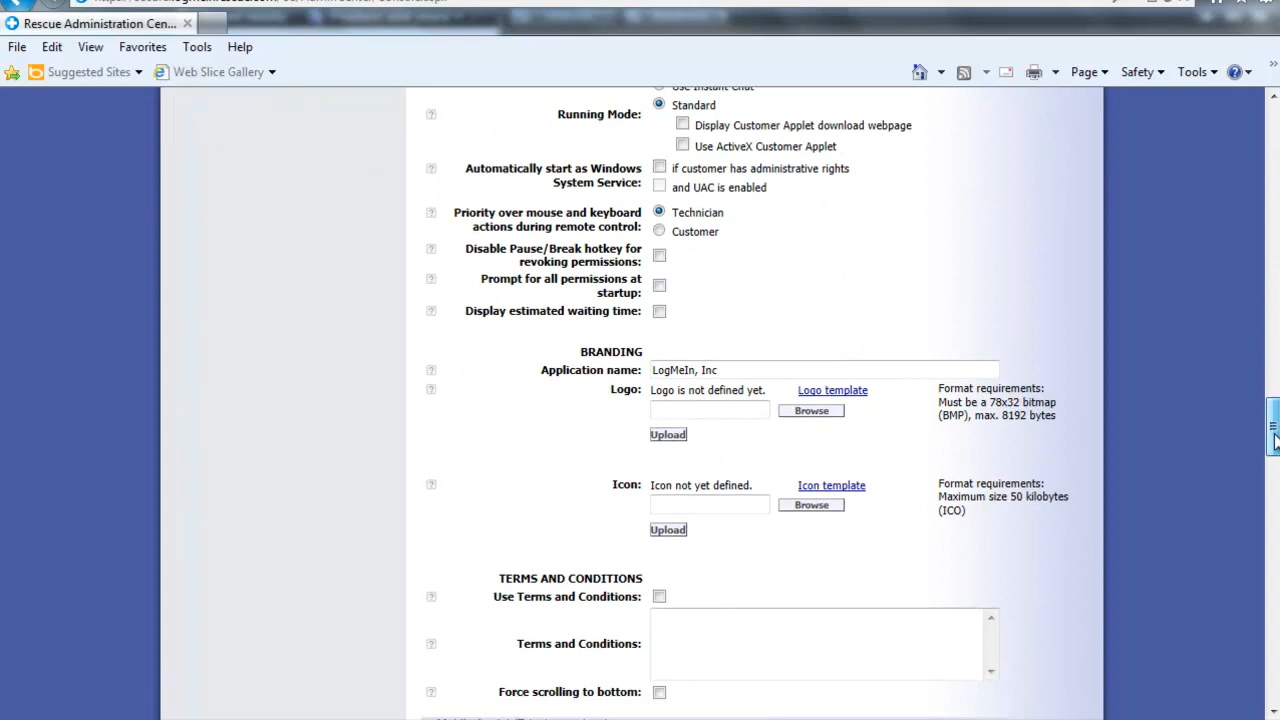 Rescue Administration Cen...
File Edit View Favorites Tools Help
Suggested Sites Web Slice Gallery Page Safety Tools
Use Instant Chat
Running Mode: Standard
Display Customer Applet download webpage
Use ActiveX Customer Applet
Automatically start as Windows System Service: if customer has administrative rights
and UAC is enabled
Priority over mouse and keyboard actions during remote control: Technician
Customer
Disable Pause/Break hotkey for
revoking permissions:
Prompt for all permissions at
startup:
Display estimated waiting time:
BRANDING
Application name: LogMeIn, Inc
Logo: Logo is not defined yet. Logo template Format requirements:
Must be a 78x32 bitmap
Browse (BMP), max. 8192 bytes
Upload
Icon: Icon not yet defined. Icon template Format requirements:
Maximum size 50 kilobytes
Browse (ICO)
Upload
TERMS AND CONDITIONS
Use Terms and Conditions:
Terms and Conditions:
Force scrolling to bottom: